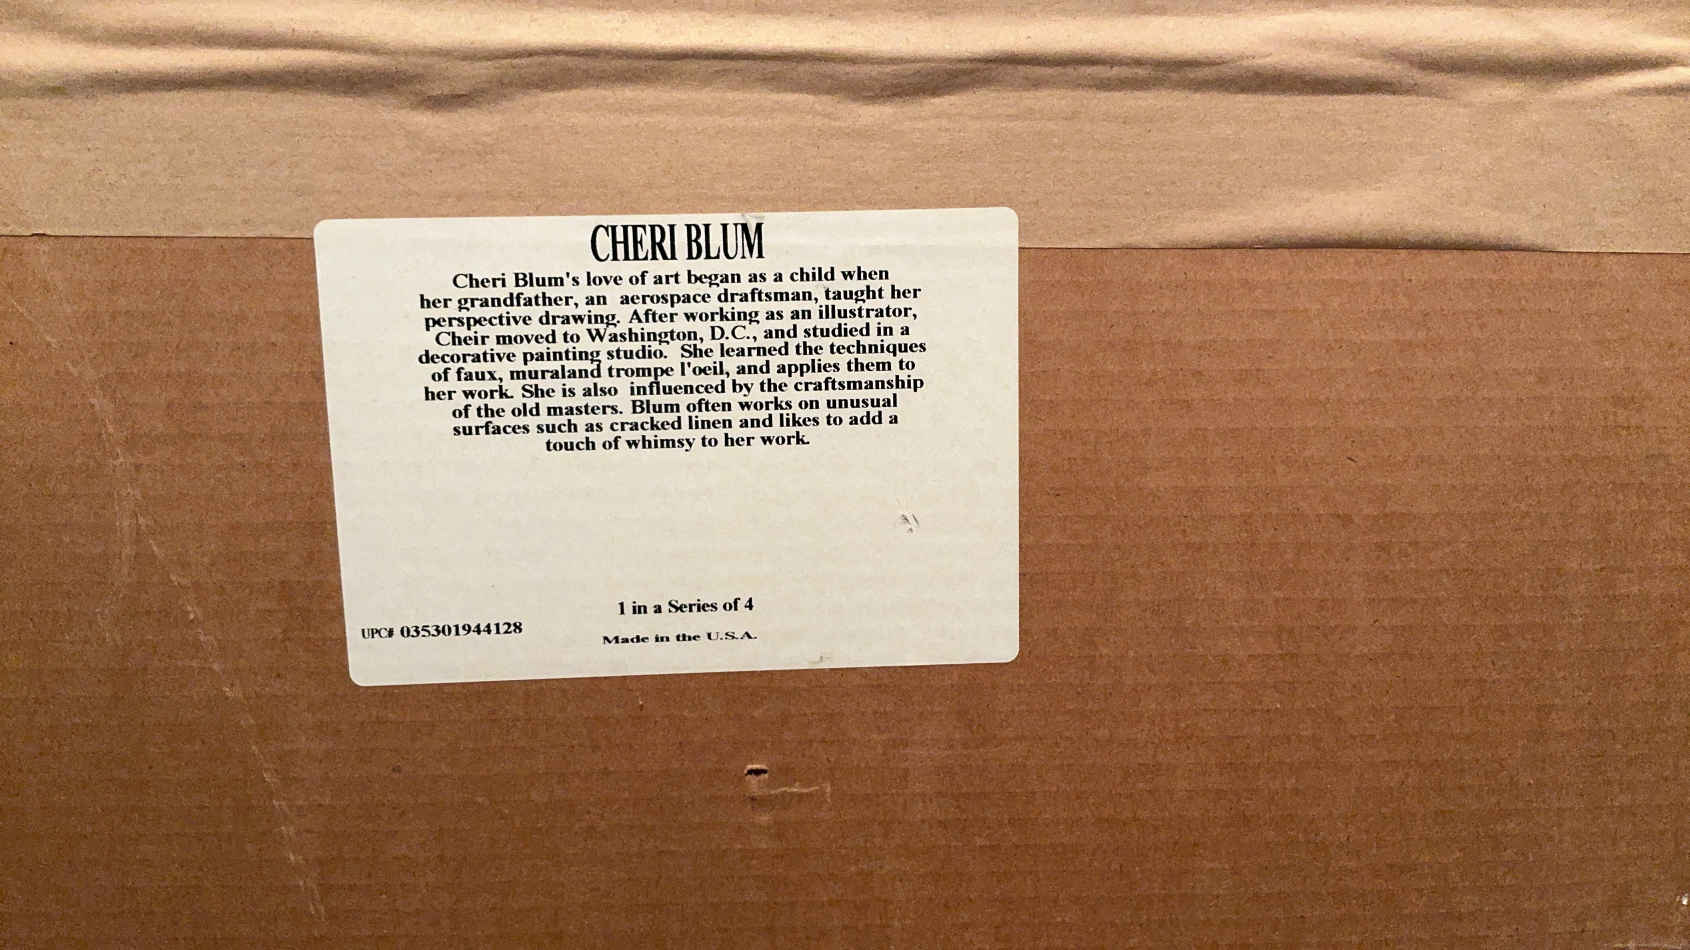 CHERI BLUM
Cheri Blum's love of art began as a child when
her grandfather, an aerospace draftsman, taught her
perspective drawing. After working as an illustrator,
Cheir moved to Washington, D.C., and studied in a
decorative painting studio. She learned the techniques
of faux, muraland trompe l'oeil, and applies them to
her work. She is also influenced by the craftsmanship
of the old masters. Blum often works on unusual
surfaces such as cracked linen and likes to add a
touch of whimsy to her work.
1 in a Series of 4
UPC# 035301944128
Made in the U.S.A.